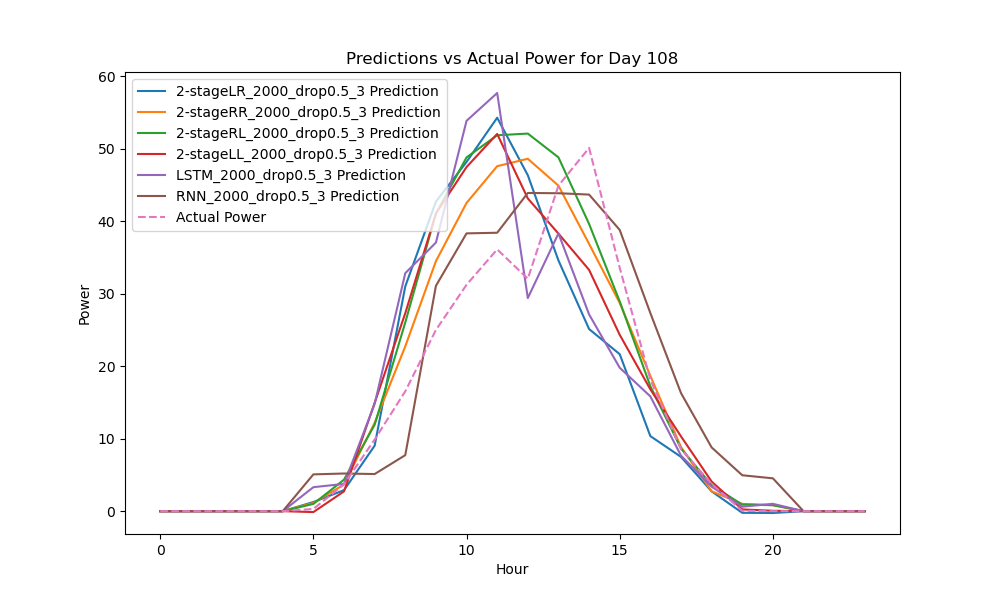 Predictions vs Actual Power for Day 108
60
50
40
30
20
10
0
Power
2-stageLR_2000_drop0.5_3 Prediction
2-stageRR_2000_drop0.5_3 Prediction
2-stageRL_2000_drop0.5_3 Prediction
2-stageLL_2000_drop0.5_3 Prediction
LSTM_2000_drop0.5_3 Prediction
RNN_2000_drop0.5_3 Prediction
Actual Power
0 5 10 15 20
Hour